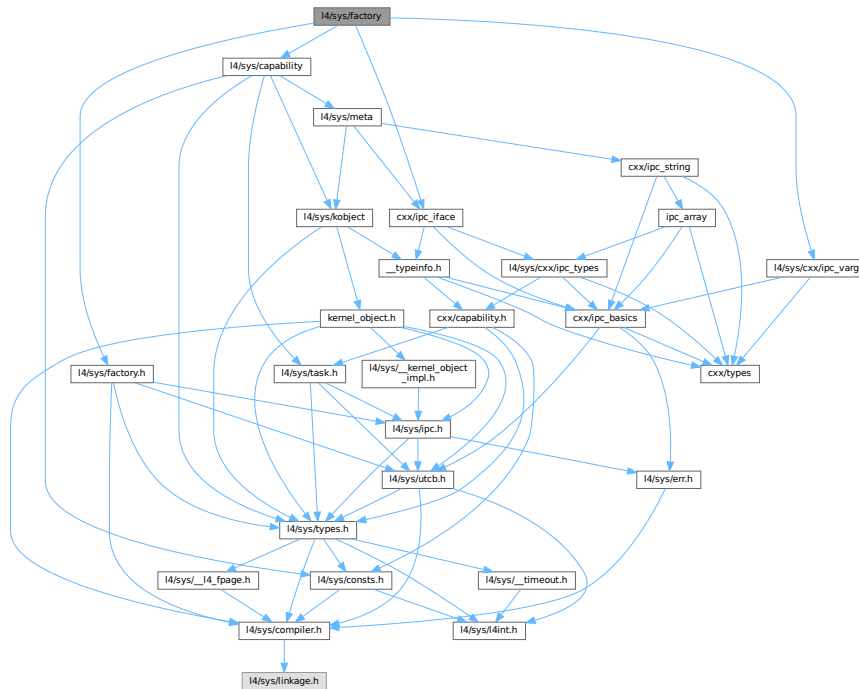 l4/sys/factory
l4/sys/capability
l4/sys/meta
cxx/ipc_string
l4/sys/kobject
cxx/ipc_iface
ipc_array
__typeinfo.h
l4/sys/cxx/ipc_types
l4/sys/cxx/ipc_varg
kernel_object.h
cxx/capability.h
cxx/ipc_basics
l4/sys/factory.h
l4/sys/task.h
l4/sys/__kernel_object
_impl.h
cxx/types
l4/sys/ipc.h
l4/sys/utcb.h
l4/sys/err.h
l4/sys/types.h
l4/sys/__l4_fpage.h
l4/sys/consts.h
l4/sys/__timeout.h
l4/sys/compiler.h
l4/sys/l4int.h
l4/sys/linkage.h